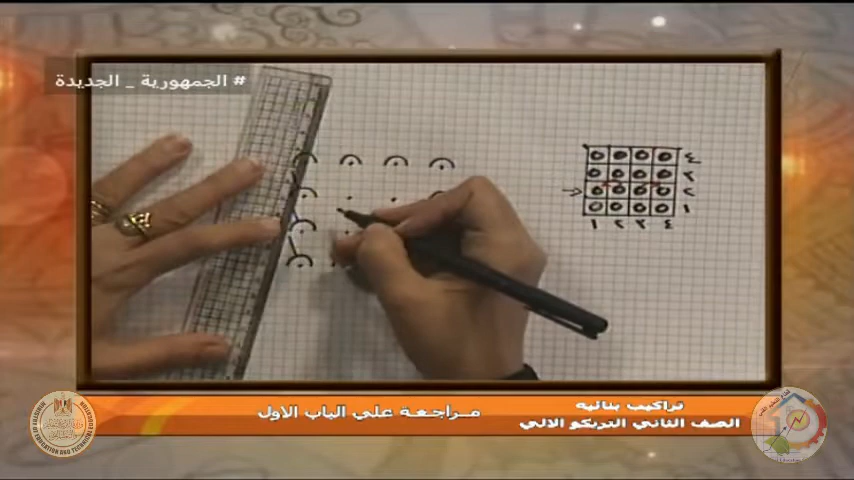 # الجمهورية _ الجديدة
٤
٣
٢
١
١ ٢ ٣ ٤
تراكيب بنائية
الصف الثاني التريكو الالي
مراجعة على الباب الاول